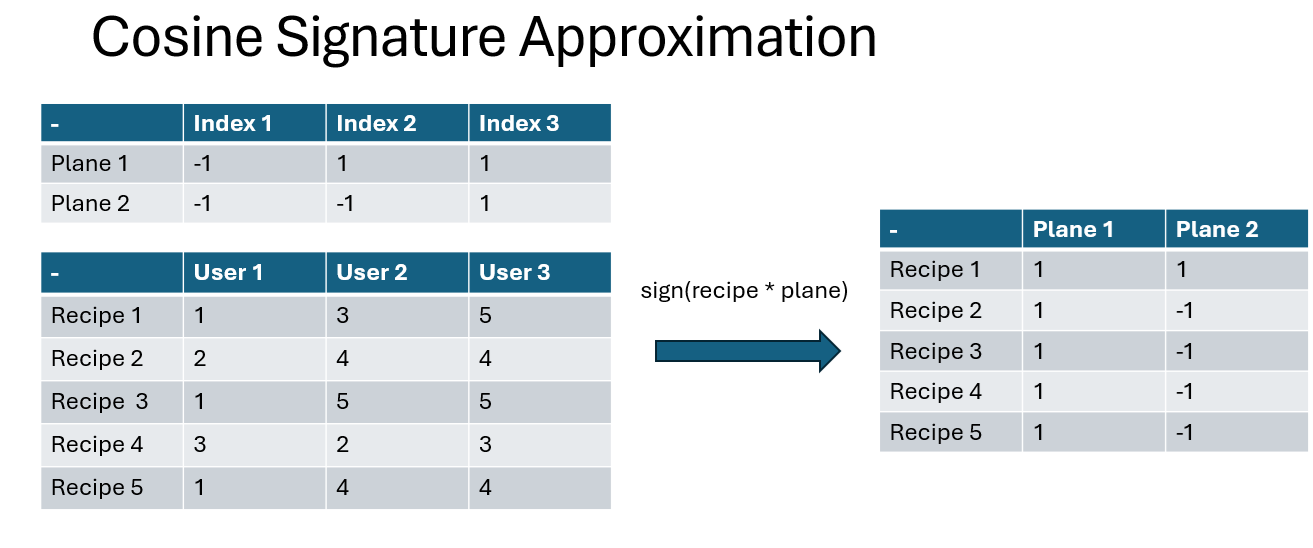 Cosine Signature Approximation
- Index 1 Index 2 Index 3
Plane 1 -1 1 1
Plane 2 -1 -1 1
- User 1 User 2 User 3
Recipe 1 1 3 5
Recipe 2 2 4 4
Recipe 3 1 5 5
Recipe 4 3 2 3
Recipe 5 1 4 4
sign(recipe * plane)
- Plane 1 Plane 2
Recipe 1 1 1
Recipe 2 1 -1
Recipe 3 1 -1
Recipe 4 1 -1
Recipe 5 1 -1